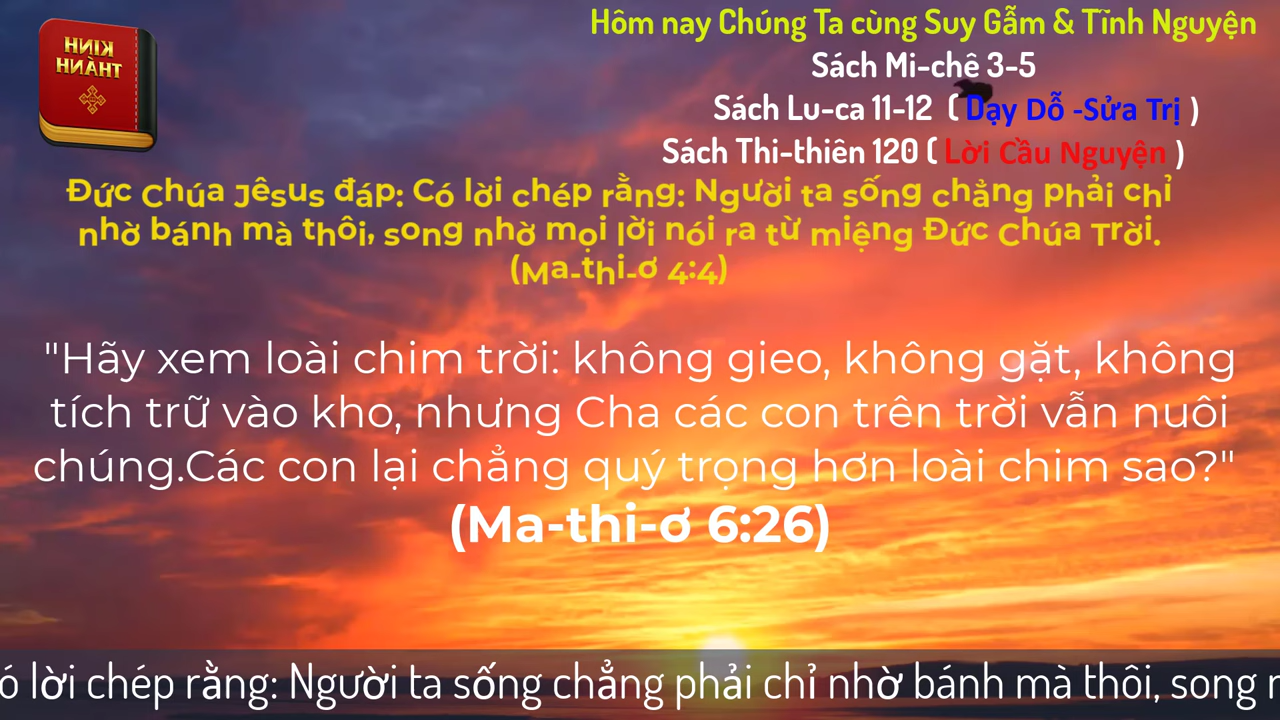 KINH
THÀNH
Hôm nay Chúng Ta cùng Suy Gẫm & Tĩnh Nguyện
Sách Mi-chê 3-5
Sách Lu-ca 11-12 ( Dạy Dỗ -Sửa Trị )
Sách Thi-thiên 120 ( Lời Cầu Nguyện )
Đức Chúa Jêsus đáp: Có lời chép rằng: Người ta sống chẳng phải chỉ
nhờ bánh mà thôi, song nhờ mọi lời nói ra từ miệng Đức Chúa Trời.
(Ma-thi-ơ 4:4)
"Hãy xem loài chim trời: không gieo, không gặt, không
tích trữ vào kho, nhưng Cha các con trên trời vẫn nuôi
chúng.Các con lại chẳng quý trọng hơn loài chim sao?"
(Ma-thi-ơ 6:26)
ó lời chép rằng: Người ta sống chẳng phải chỉ nhờ bánh mà thôi, song